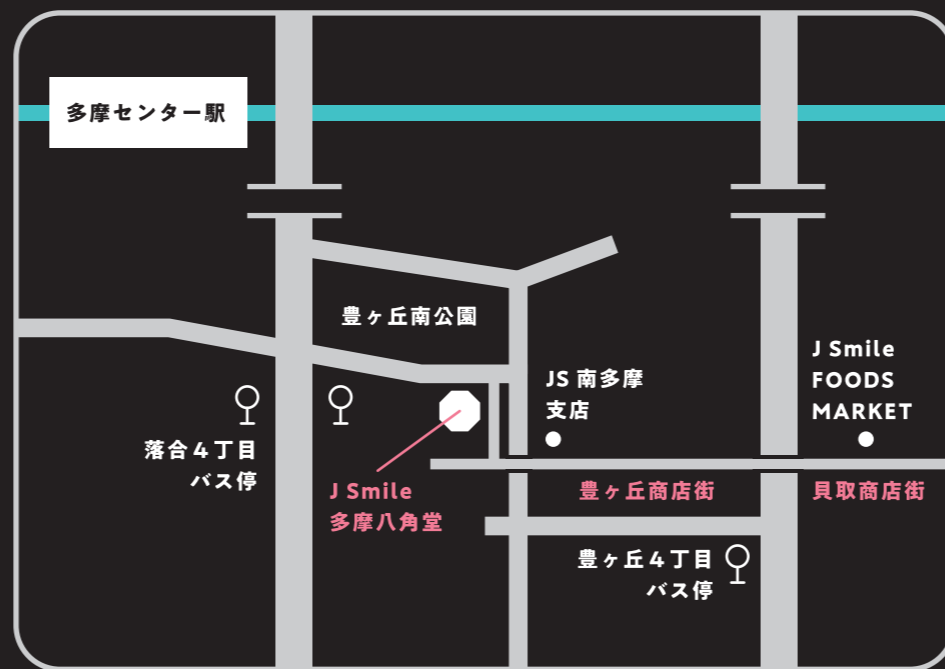 多摩センター駅
豊ヶ丘南公園
J Smile
FOODS
MARKET
JS 南多摩
支店
落合4丁目
バス停
J Smile
多摩八角堂
豊ヶ丘商店街
貝取商店街
豊ヶ丘4丁目
バス停